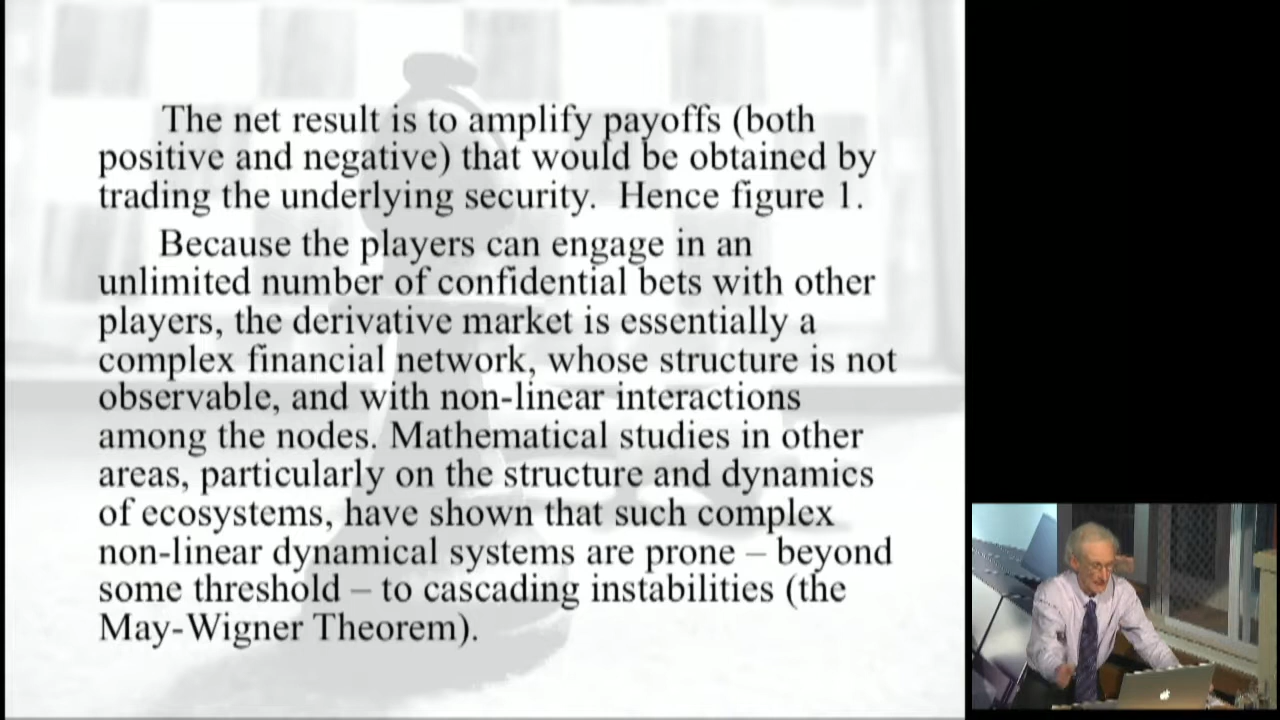 The net result is to amplify payoffs (both
positive and negative) that would be obtained by
trading the underlying security.  Hence figure 1.
Because the players can engage in an
unlimited number of confidential bets with other
players, the derivative market is essentially a
complex financial network, whose structure is not
observable, and with non-linear interactions
among the nodes. Mathematical studies in other
areas, particularly on the structure and dynamics
of ecosystems, have shown that such complex
non-linear dynamical systems are prone – beyond
some threshold – to cascading instabilities (the
May-Wigner Theorem).